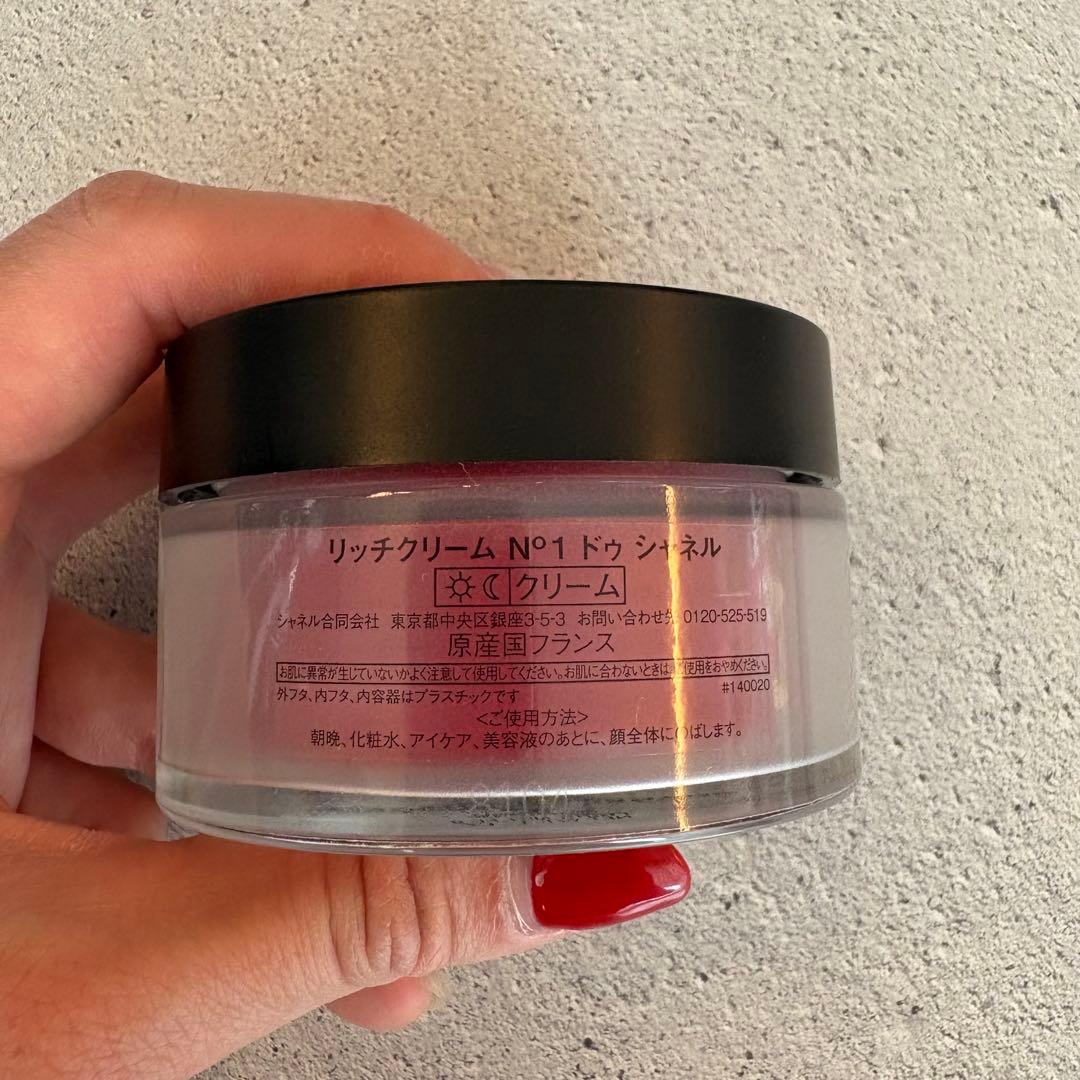 リッチクリーム Nº1 ドゥ シャネル
クリーム
シャネル合同会社 東京都中央区銀座3-5-3 お問い合わせ先 0120-525-519
原産国フランス
お肌に異常が生じていないかよく注意して使用してください。お肌に合わないときはご使用をおやめください。
#140020
外フタ、内フタ、内容器はプラスチックです
<ご使用方法>
朝晩、化粧水、アイケア、美容液のあとに、顔全体にのばします。